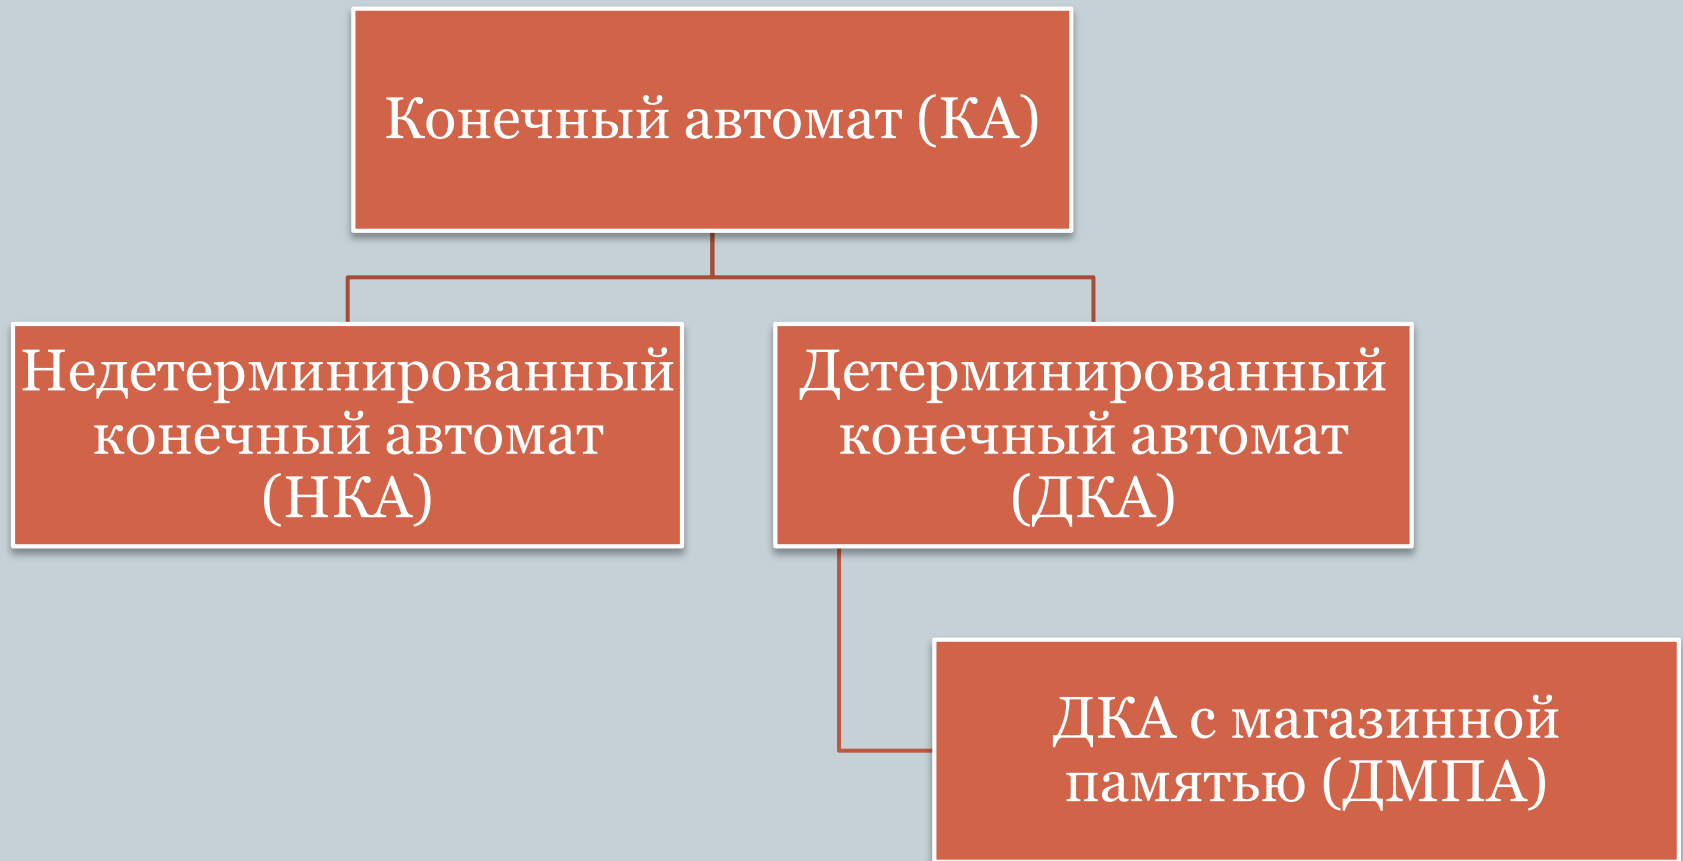 Конечный автомат (КА)
Недетерминированный
конечный автомат
(НКА)
Детерминированный
конечный автомат
(ДКА)
ДКА с магазинной
памятью (ДМПА)